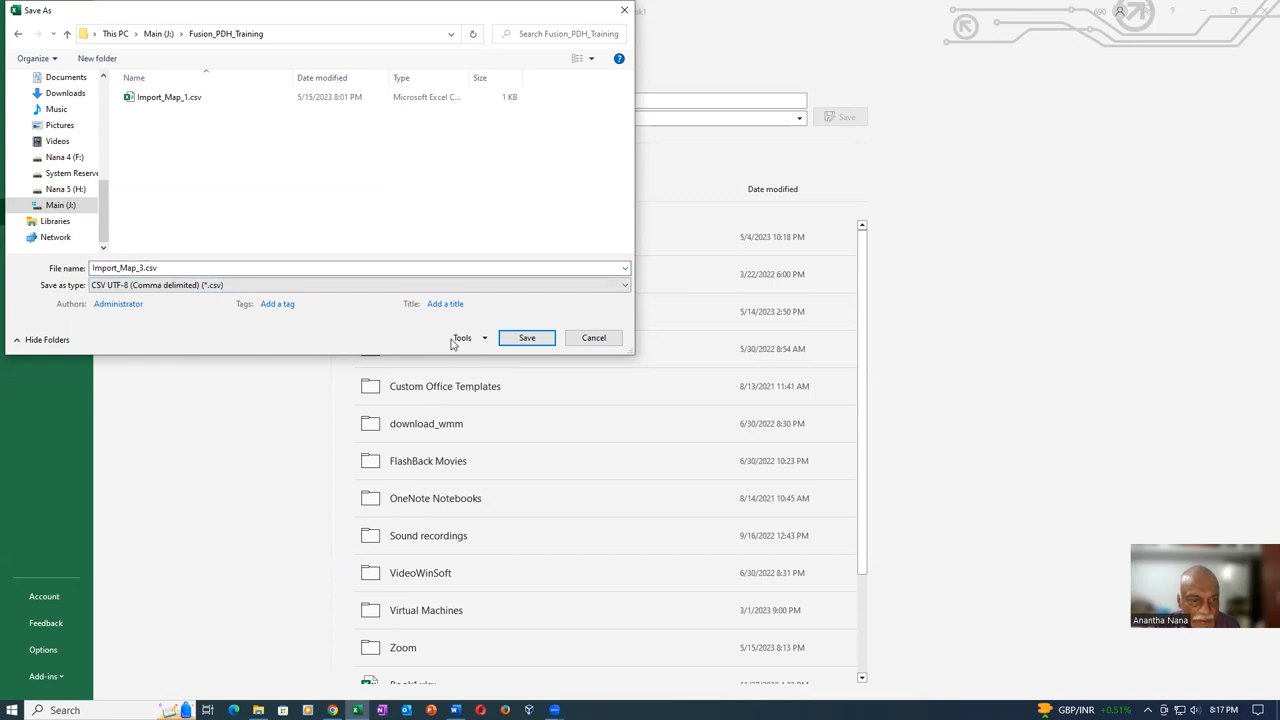 Save As
ok1
690
This PC
Main (J:)
Fusion_PDH_Training
Search Fusion_PDH_Training
Organize
New folder
?
Documents
Downloads
Music
Pictures
Videos
Nana 4 (F:)
System Reserve
Nana 5 (H:)
Main (J:)
Libraries
Network
Name
Date modified
Type
Size
Import_Map_1.csv
5/15/2023 8:01 PM
Microsoft Excel C...
1 KB
File name:
Import_Map_3.csv
Save as type:
CSV UTF-8 (Comma delimited) (*.csv)
Authors:
Administrator
Tags:
Add a tag
Title:
Add a title
Hide Folders
Tools
Save
Cancel
Save
Date modified
5/4/2023 10:18 PM
3/22/2022 6:00 PM
5/14/2023 2:50 PM
5/30/2022 8:54 AM
Custom Office Templates
8/13/2021 11:41 AM
download_wmm
6/30/2022 8:30 PM
FlashBack Movies
6/30/2022 10:23 PM
OneNote Notebooks
8/14/2021 10:45 AM
Sound recordings
9/16/2022 12:43 PM
VideoWinSoft
6/30/2022 8:31 PM
Virtual Machines
3/1/2023 9:00 PM
Zoom
5/15/2023 8:13 PM
Account
Feedback
Options
Add-ins
Anantha Nana
Search
GBP/INR
+0.51%
8:17 PM